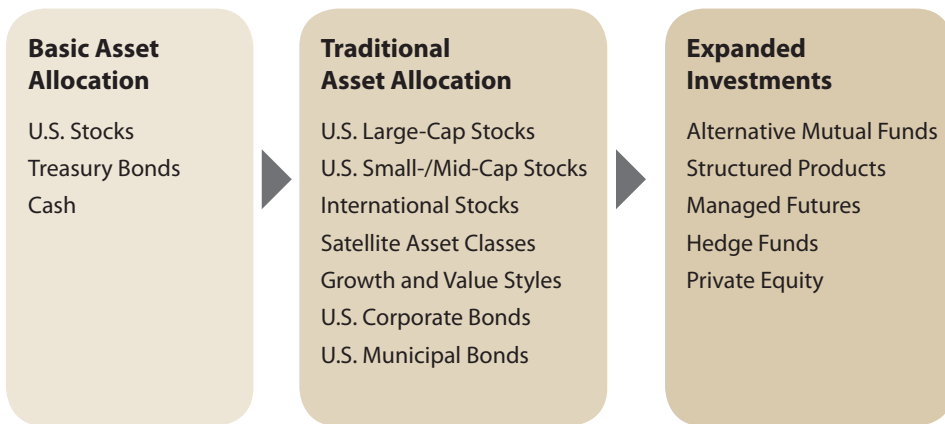 Basic Asset
Allocation
U.S. Stocks
Treasury Bonds
Cash
Traditional
Asset Allocation
U.S. Large-Cap Stocks
U.S. Small-/Mid-Cap Stocks
International Stocks
Satellite Asset Classes
Growth and Value Styles
U.S. Corporate Bonds
U.S. Municipal Bonds
Expanded
Investments
Alternative Mutual Funds
Structured Products
Managed Futures
Hedge Funds
Private Equity